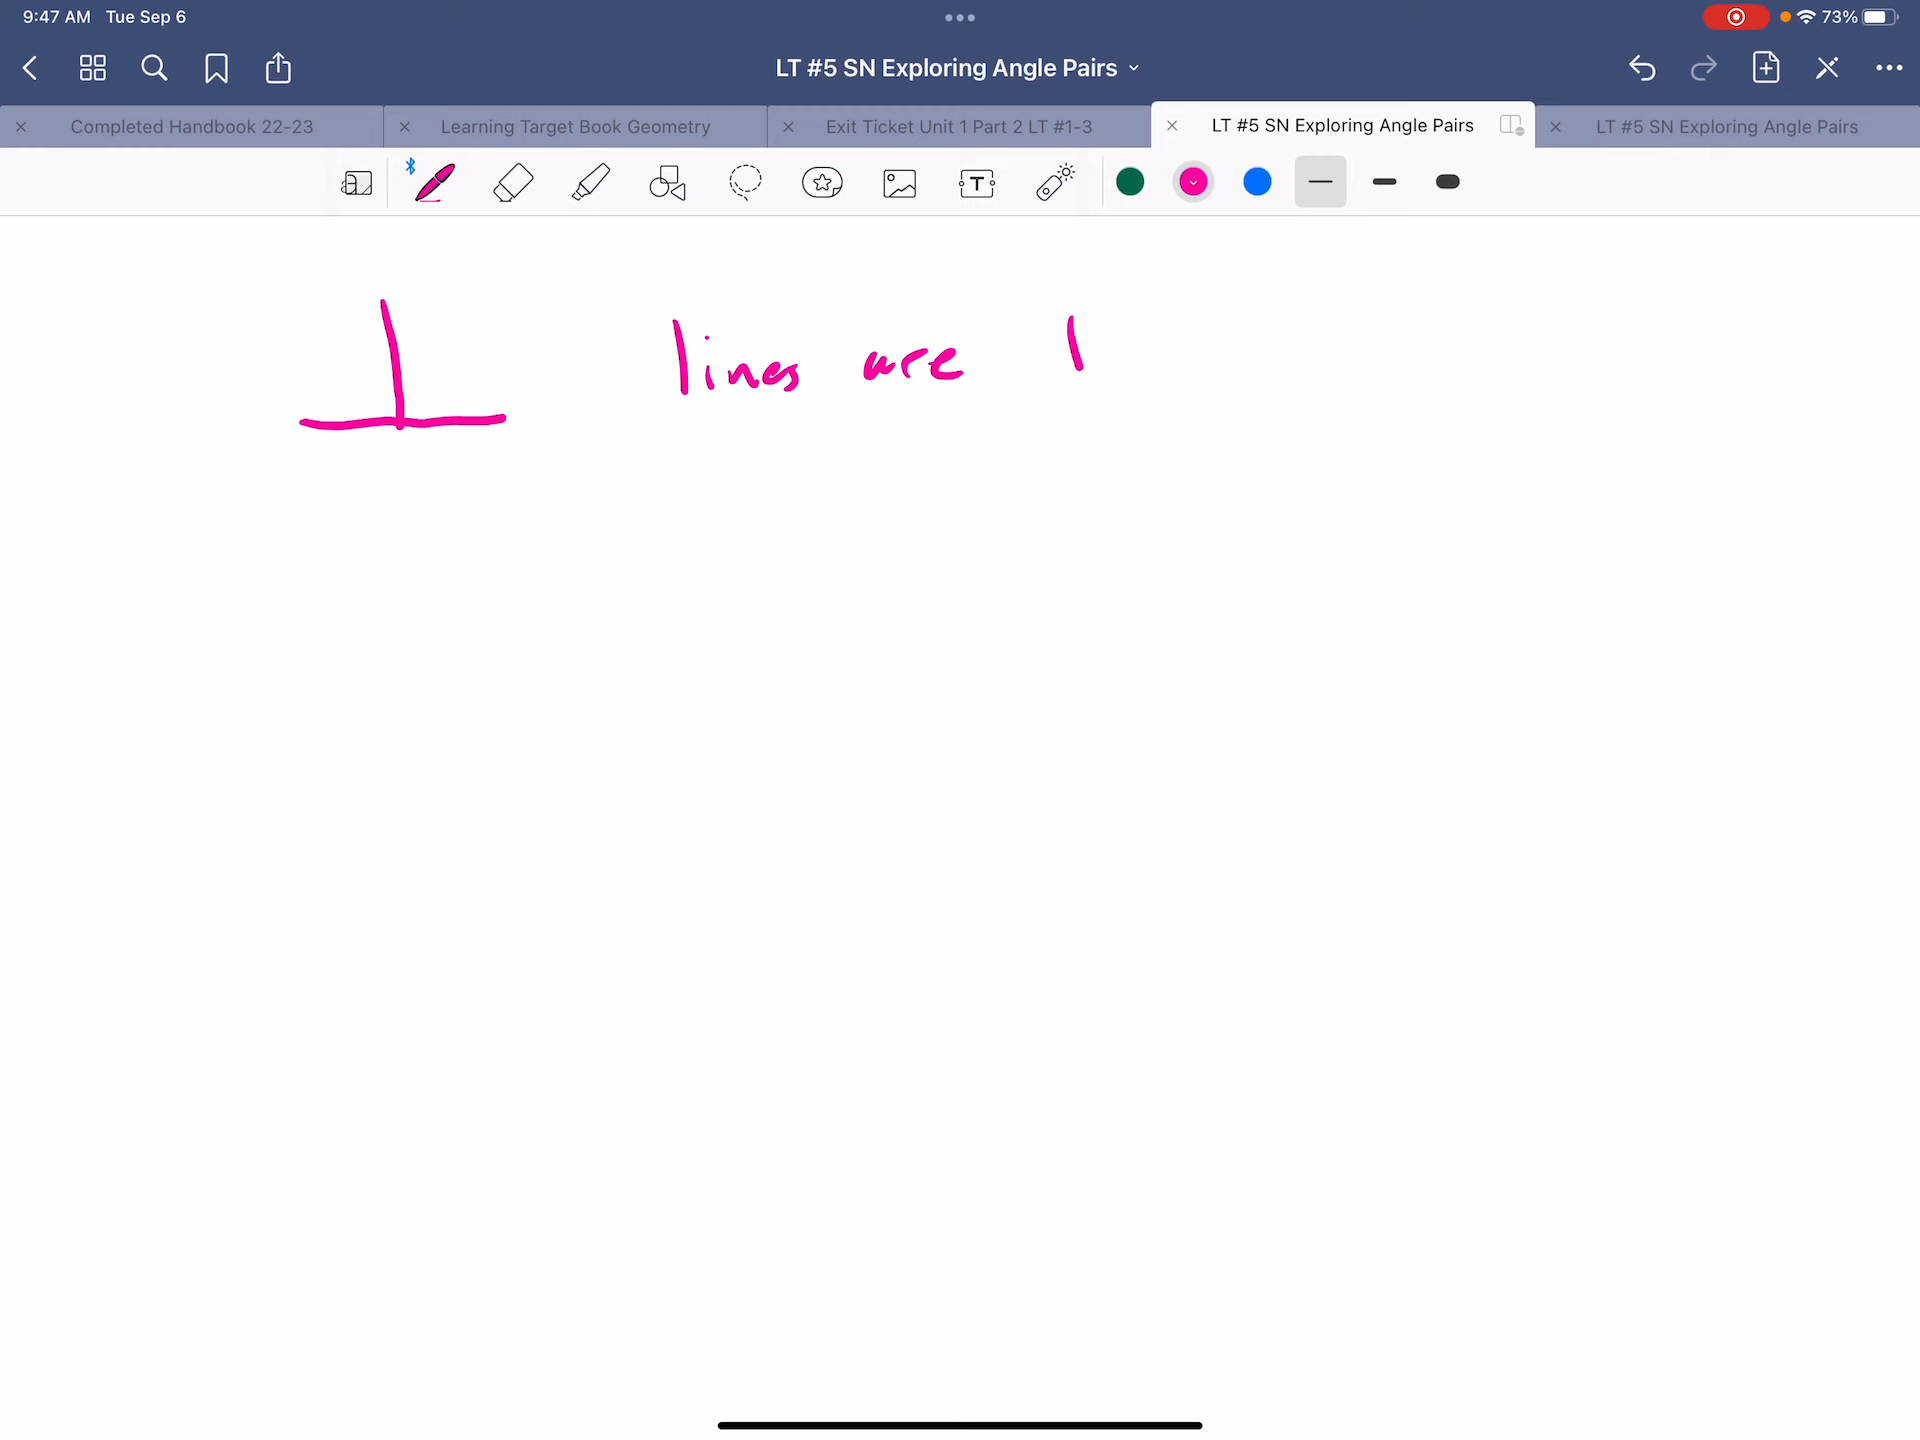 9:47 AM Tue Sep 6
73%
LT #5 SN Exploring Angle Pairs
Completed Handbook 22-23
Learning Target Book Geometry
Exit Ticket Unit 1 Part 2 LT #1-3
LT #5 SN Exploring Angle Pairs
LT #5 SN Exploring Angle Pairs
T
⊥ lines are